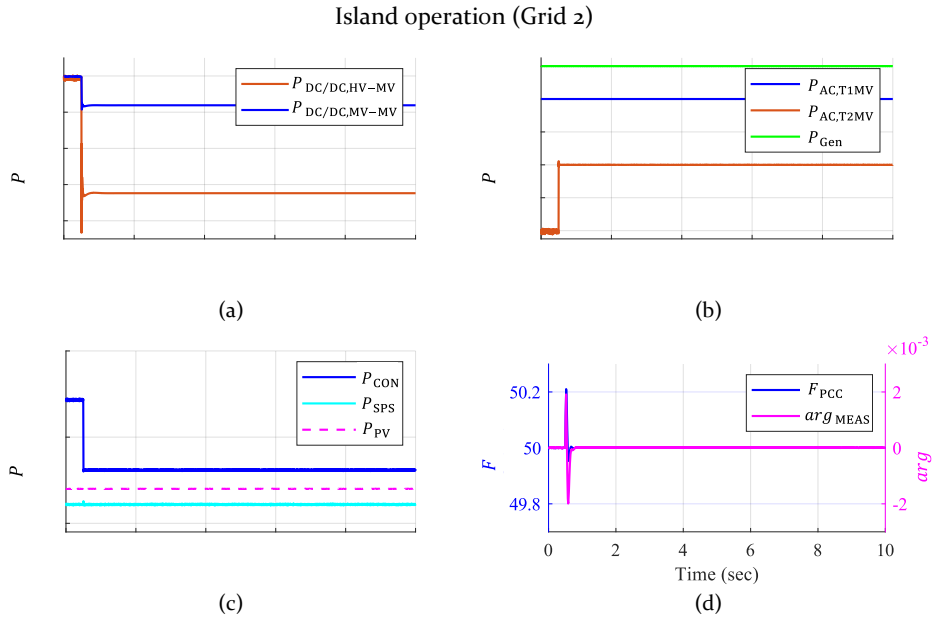 Island operation (Grid 2)
P DC/DC,HV−MV
P DC/DC,MV−MV
P
(a)
P AC,T1MV
P AC,T2MV
P Gen
P
(b)
P CON
P SPS
P PV
P
(c)
×10⁻³
F PCC
arg MEAS
50.2
50
49.8
F
2
0
-2
arg
0 2 4 6 8 10
Time (sec)
(d)